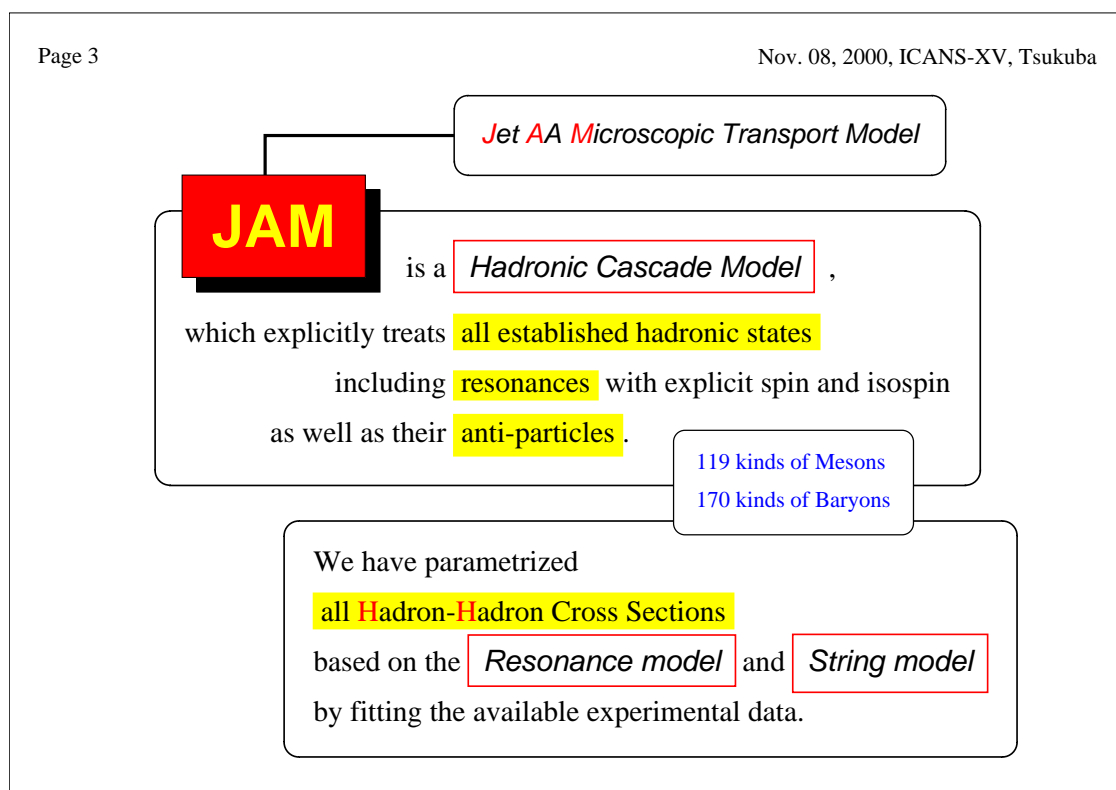 Page 3
Nov. 08, 2000, ICANS-XV, Tsukuba
Jet AA Microscopic Transport Model
JAM
is a Hadronic Cascade Model ,
which explicitly treats all established hadronic states
including resonances with explicit spin and isospin
as well as their anti-particles .
119 kinds of Mesons
170 kinds of Baryons
We have parametrized
all Hadron-Hadron Cross Sections
based on the Resonance model and String model
by fitting the available experimental data.